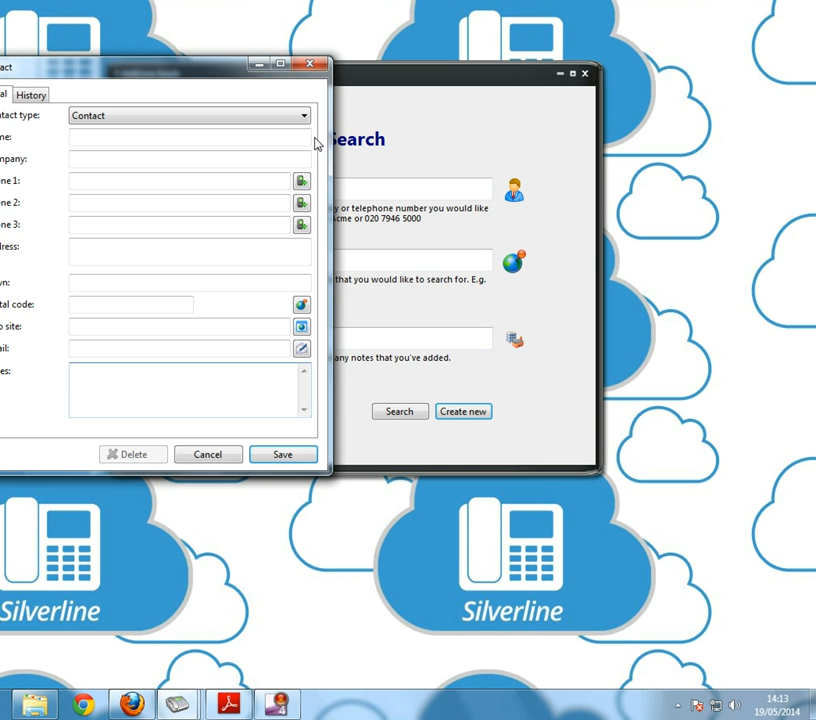 act
al
History
ntact type:
Contact
me:
mpany:
ne 1:
ne 2:
ne 3:
dress:
wn:
tal code:
b site:
ail:
es:
Delete
Cancel
Save
Search
y or telephone number you would like
Acme or 020 7946 5000
that you would like to search for. E.g.
any notes that you've added.
Search
Create new
Silverline
Silverline
14:13
19/05/2014